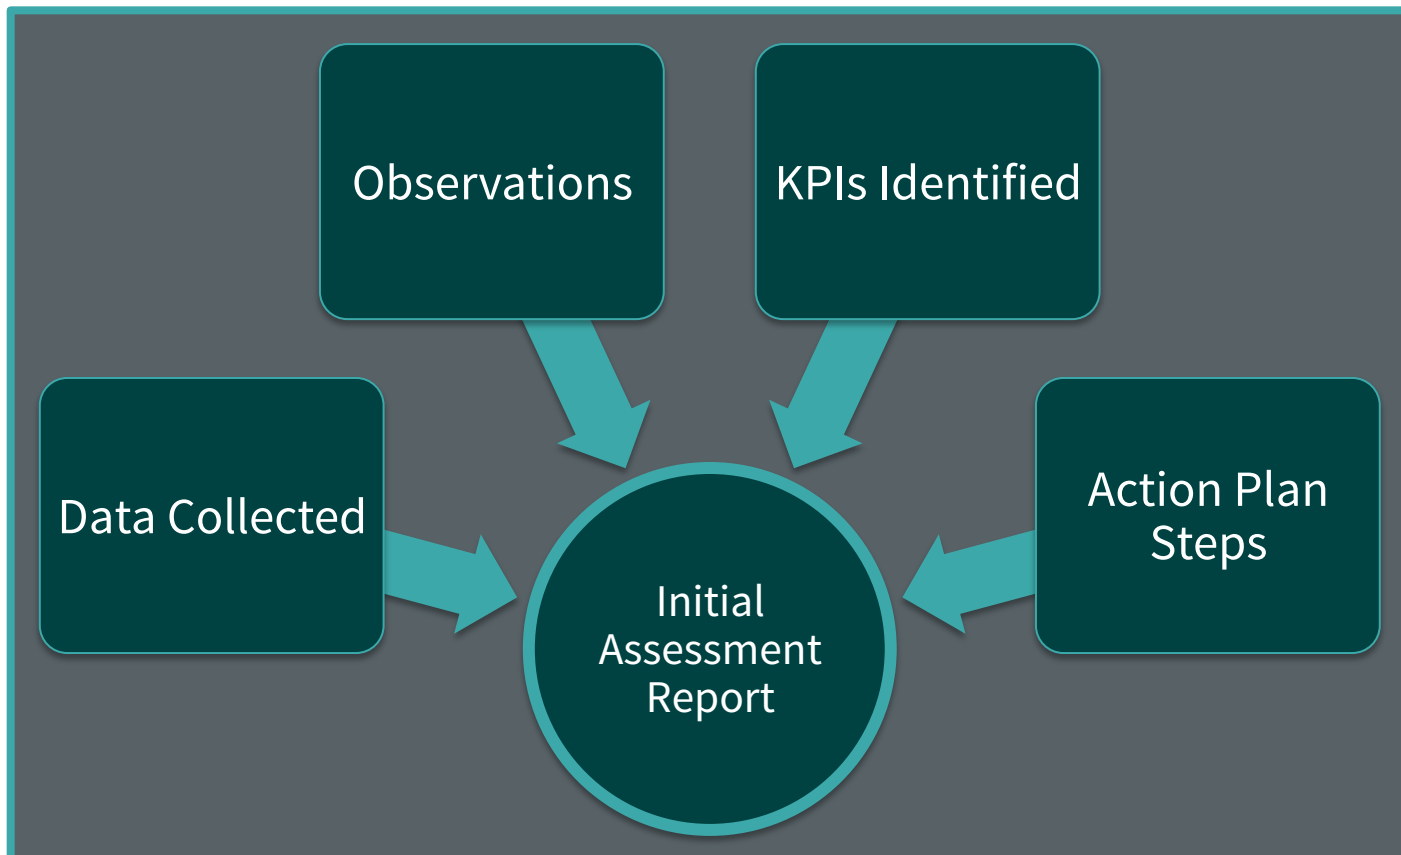 Observations
KPIs Identified
Data Collected
Action Plan
Steps
Initial
Assessment
Report